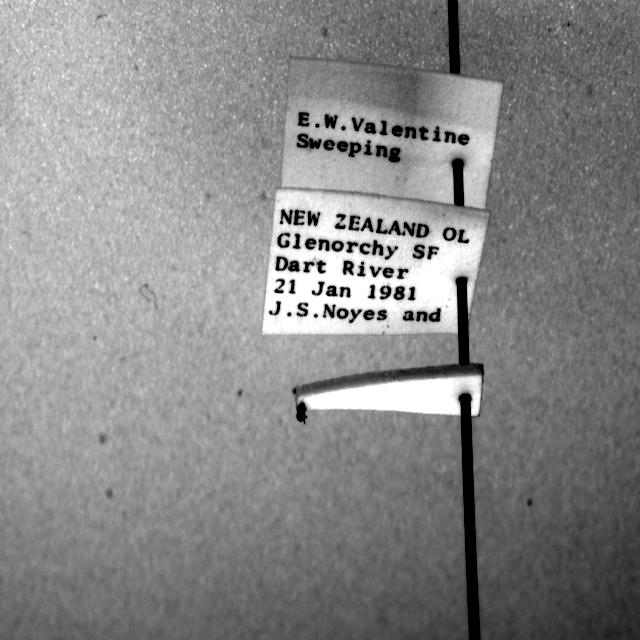 E.W.Valentine
Sweeping
NEW ZEALAND OL
Glenorchy SF
Dart River
21 Jan 1981
J.S.Noyes and